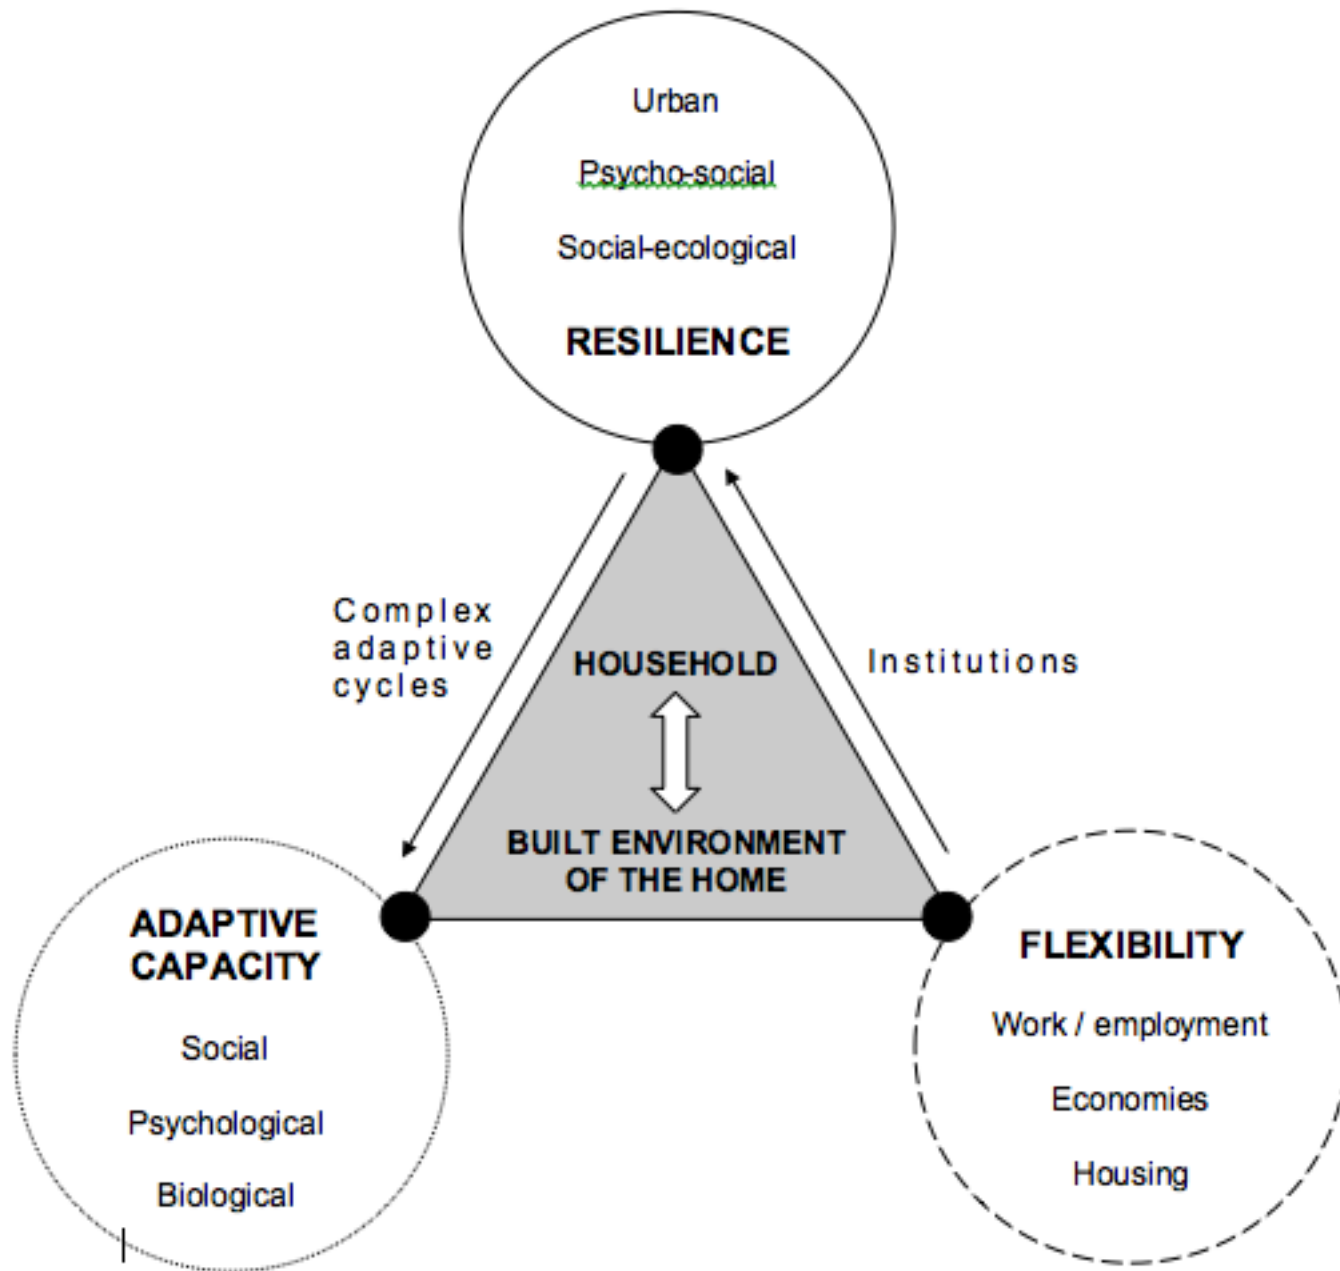 Urban
Psycho-social
Social-ecological
RESILIENCE
Complex
adaptive
cycles
Institutions
HOUSEHOLD
BUILT ENVIRONMENT
OF THE HOME
ADAPTIVE
CAPACITY
Social
Psychological
Biological
FLEXIBILITY
Work / employment
Economies
Housing